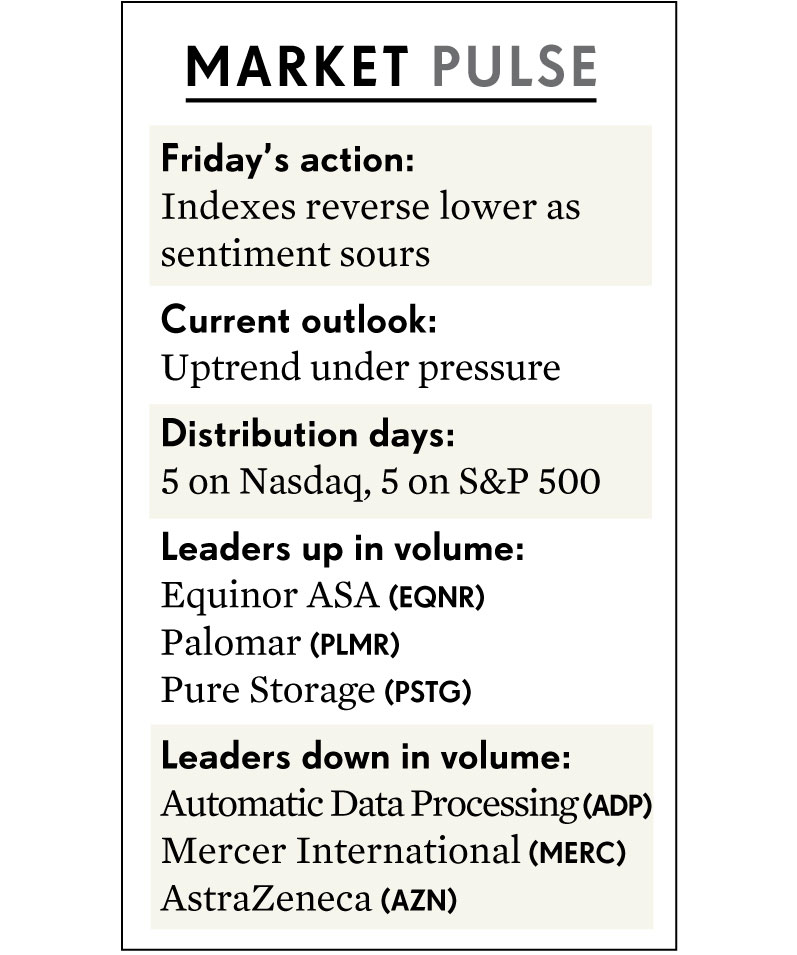 MARKET PULSE
Friday’s action:
Indexes reverse lower as
sentiment sours
Current outlook:
Uptrend under pressure
Distribution days:
5 on Nasdaq, 5 on S&P 500
Leaders up in volume:
Equinor ASA (EQNR)
Palomar (PLMR)
Pure Storage (PSTG)
Leaders down in volume:
Automatic Data Processing (ADP)
Mercer International (MERC)
AstraZeneca (AZN)